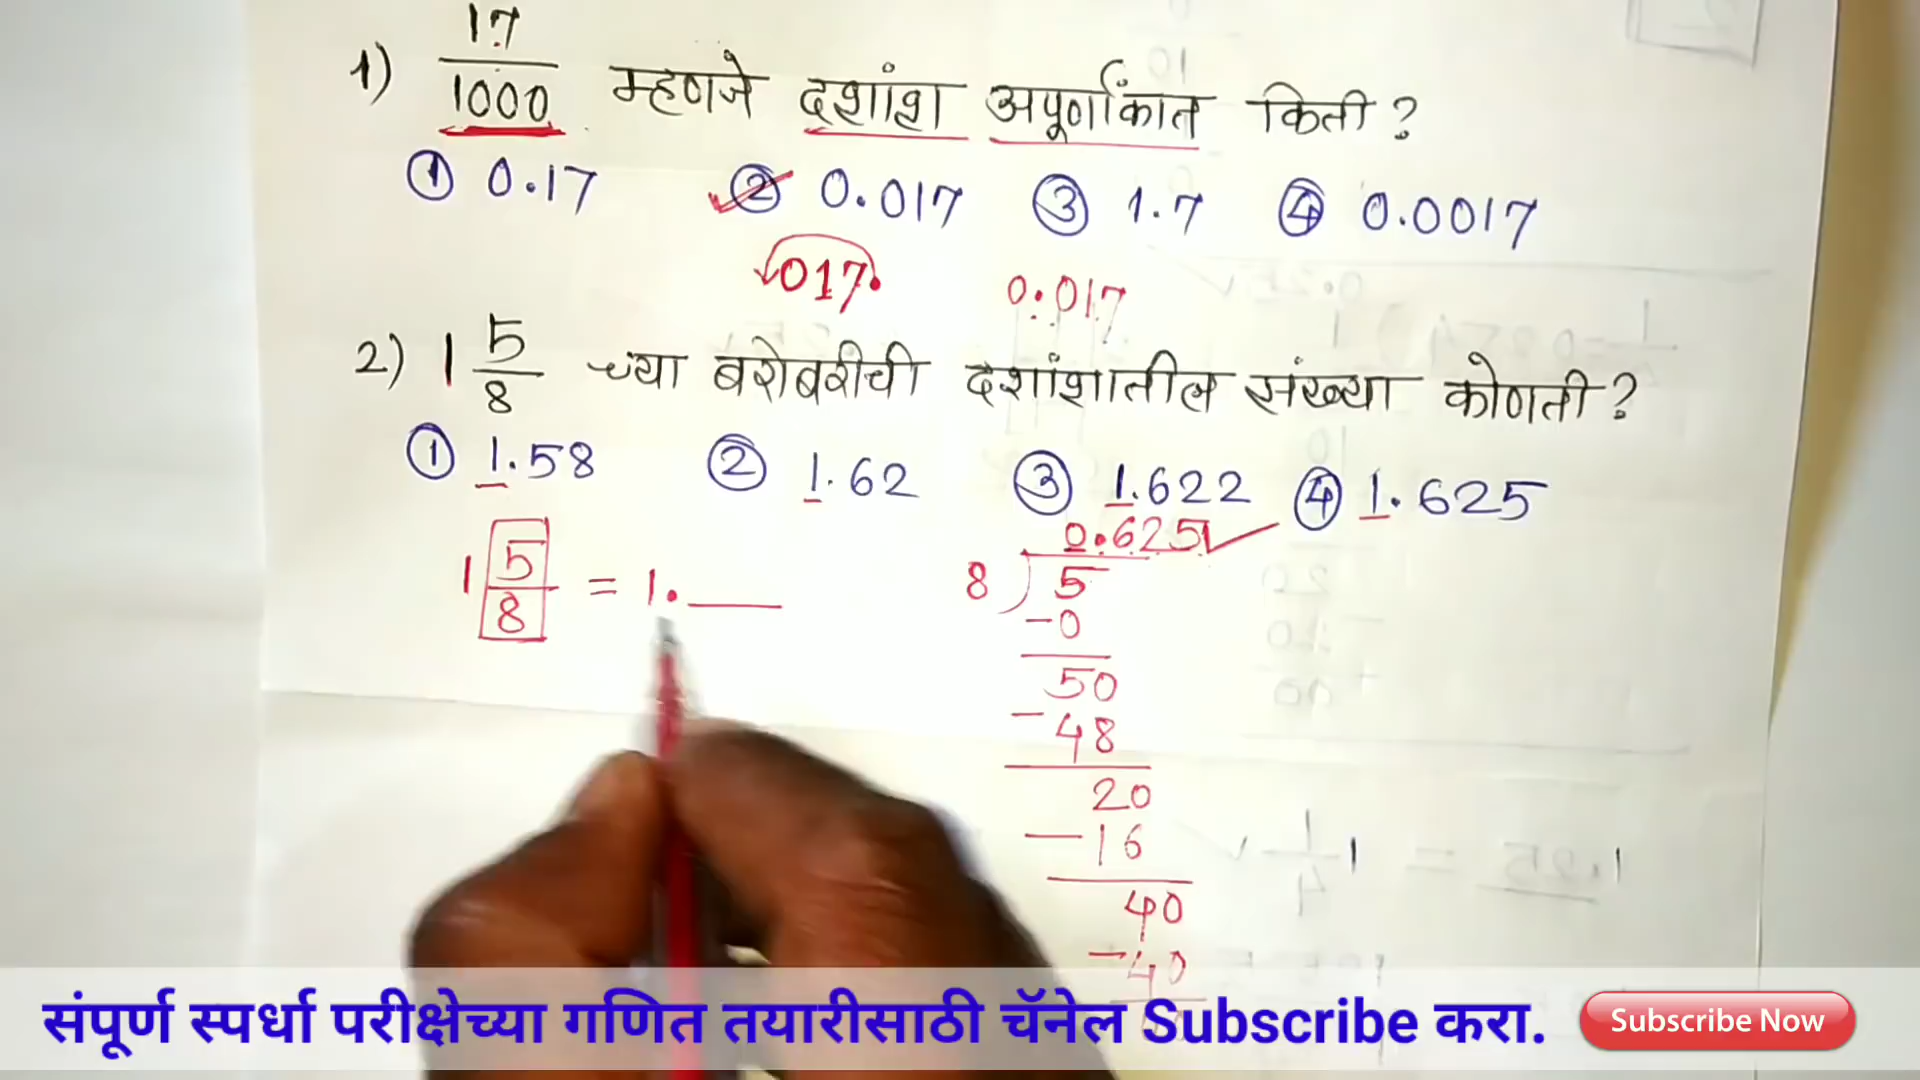 1) 17/1000 म्हणजे दशांश अपूर्णांकात किती?
① 0.17 ② 0.017 ③ 1.7 ④ 0.0017
017. 0.017
2) 1 5/8 च्या बरोबरीची दशांशातील संख्या कोणती?
① 1.58 ② 1.62 ③ 1.622 ④ 1.625
0.625
1 5/8 = 1.___ 8)5
-0
50
-48
20
-16
40
-40
संपूर्ण स्पर्धा परीक्षेच्या गणित तयारीसाठी चॅनेल Subscribe करा. Subscribe Now